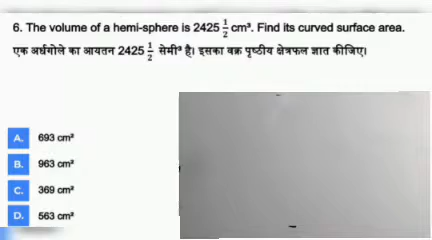 6. The volume of a hemi-sphere is 2425 1/2 cm³. Find its curved surface area.
एक अर्धगोले का आयतन 2425 1/2 सेमी³ है। इसका वक्र पृष्ठीय क्षेत्रफल ज्ञात कीजिए।
A. 693 cm²
B. 963 cm²
C. 369 cm²
D. 563 cm²